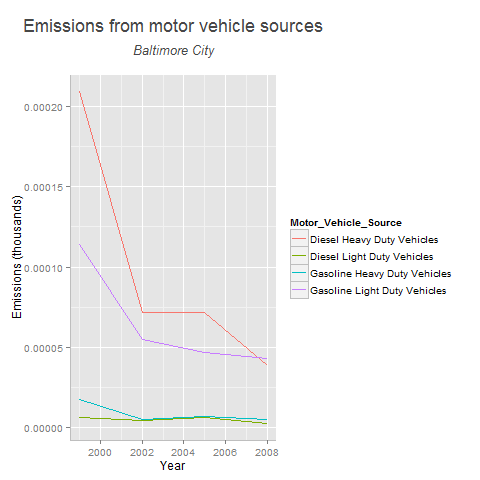 Emissions from motor vehicle sources
Baltimore City
Emissions (thousands)
0.00020
0.00015
0.00010
0.00005
0.00000
2000 2002 2004 2006 2008
Year
Motor_Vehicle_Source
Diesel Heavy Duty Vehicles
Diesel Light Duty Vehicles
Gasoline Heavy Duty Vehicles
Gasoline Light Duty Vehicles